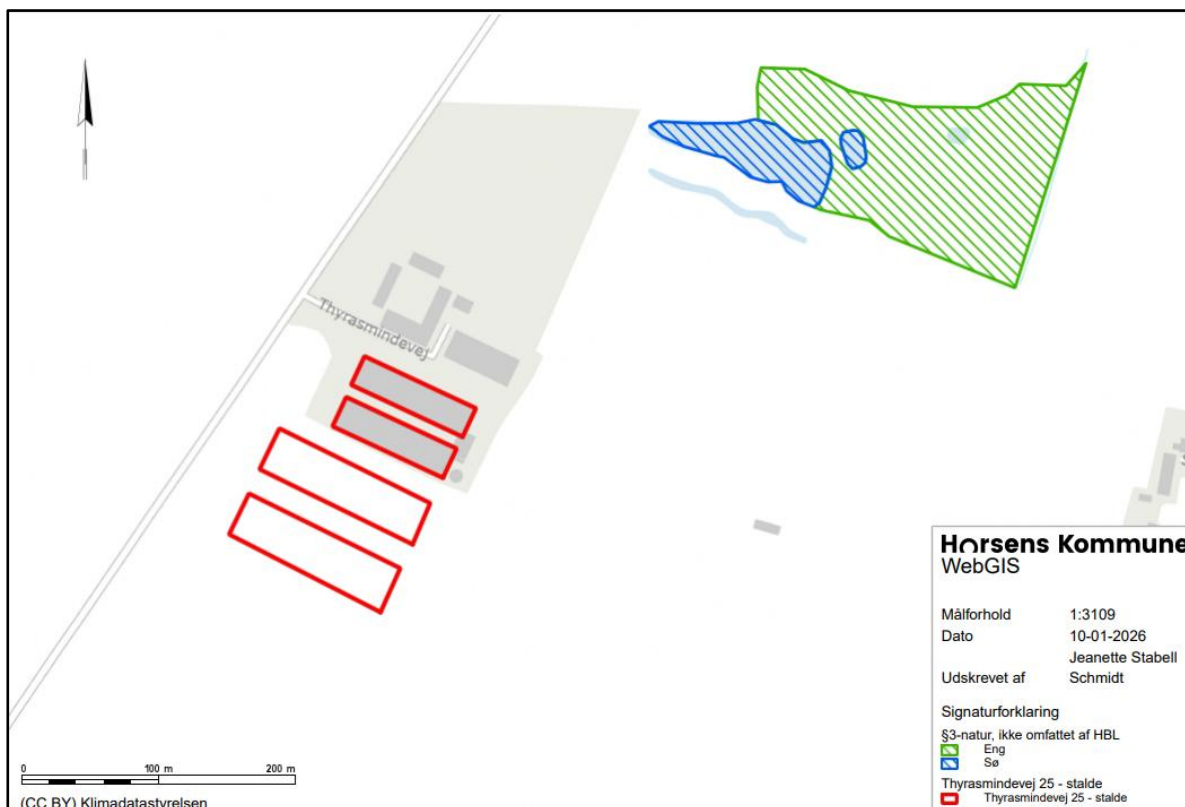 Thyrasmindevej
Horsens Kommune
WebGIS
Målforhold 1:3109
Dato 10-01-2026
Jeanette Stabell
Udskrevet af Schmidt
Signaturforklaring
§3-natur, ikke omfattet af HBL
Eng
Sø
Thyrasmindevej 25 - stalde
Thyrasmindevej 25 - stalde
0 100 m 200 m
(CC BY) Klimadatastyrelsen